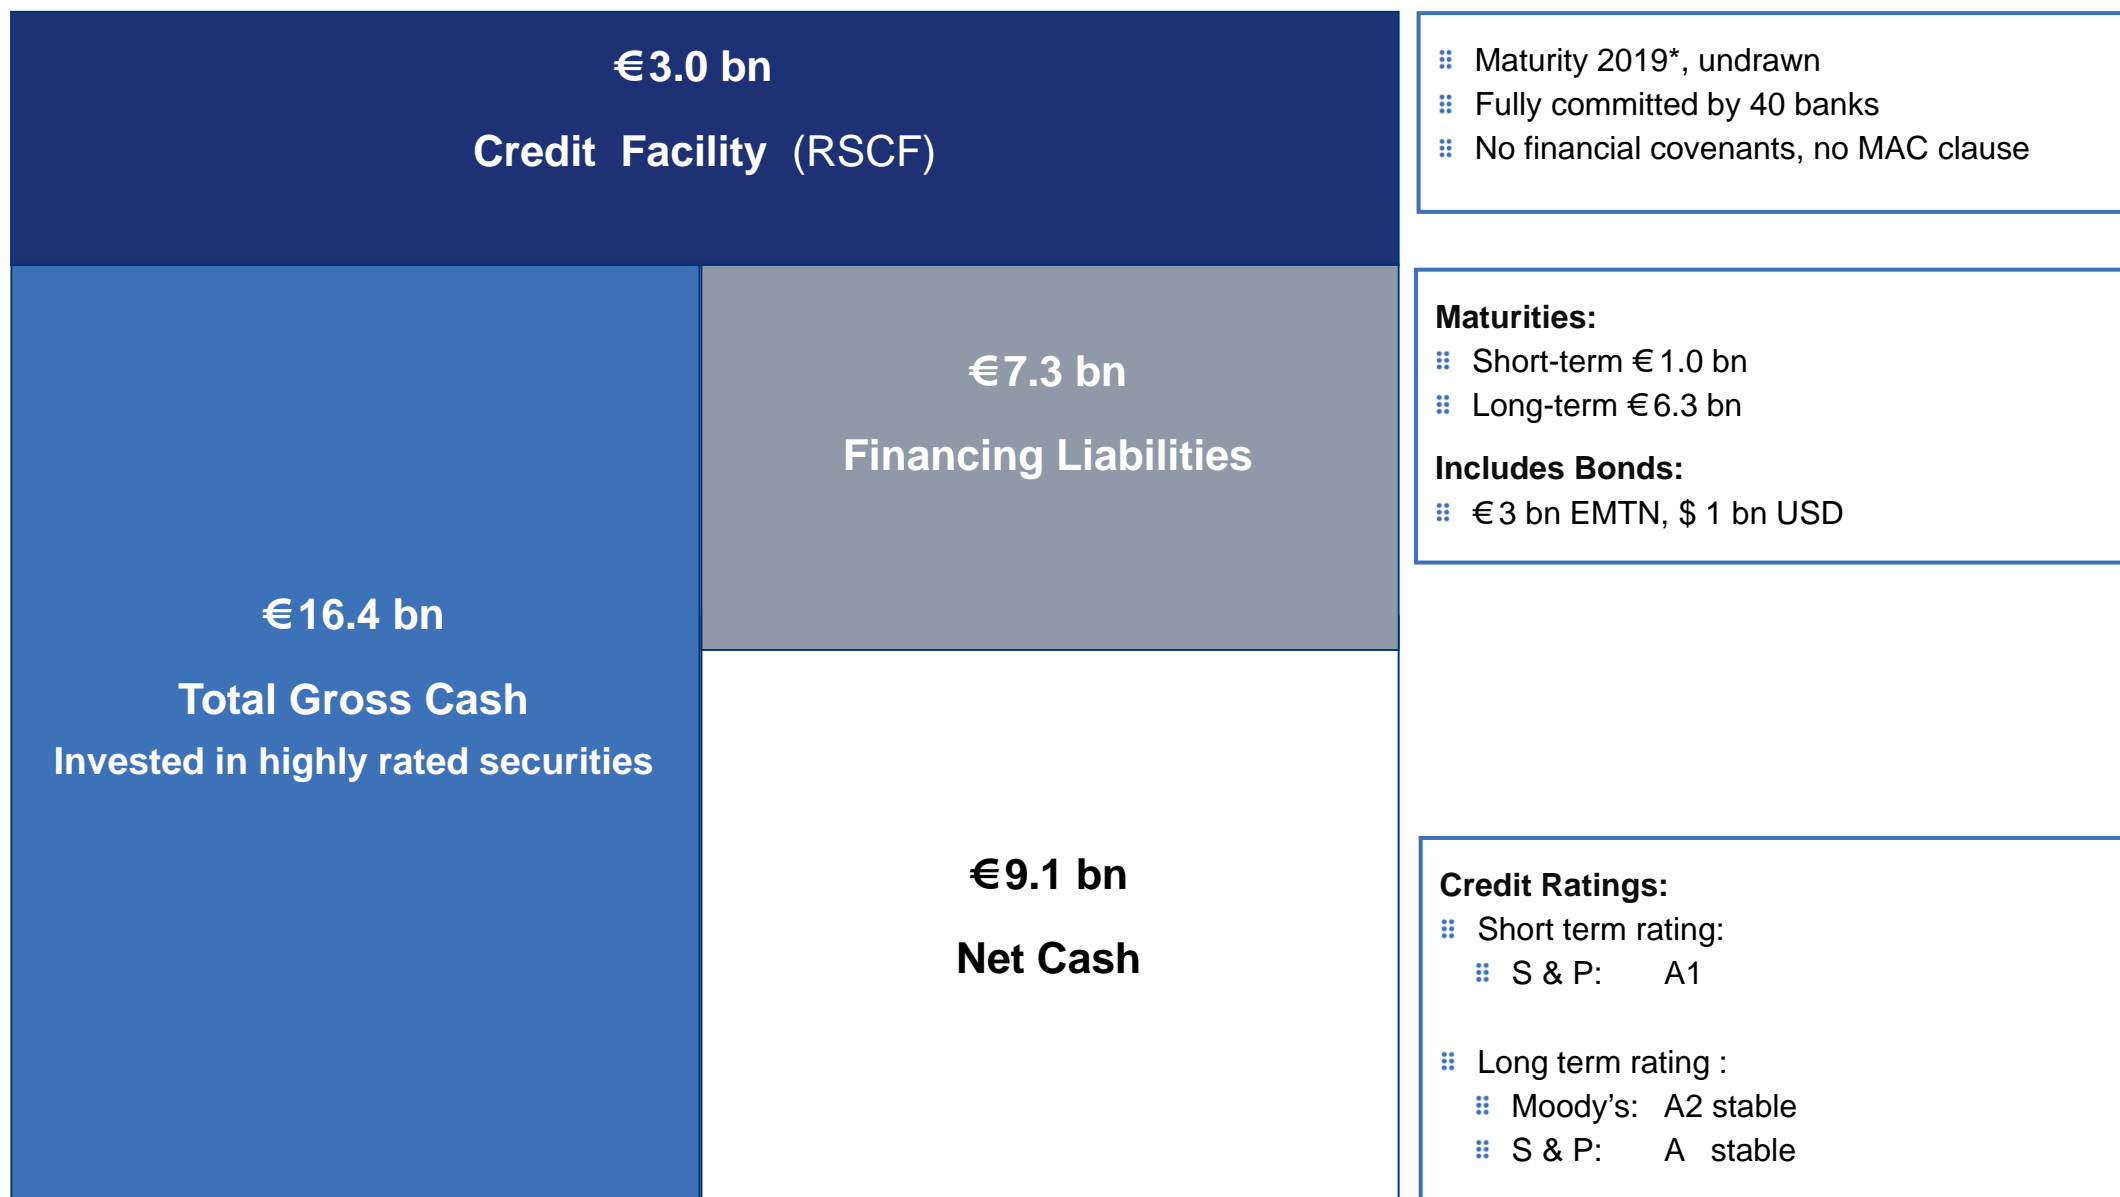 €3.0 bn
Credit Facility (RSCF)
Maturity 2019*, undrawn
Fully committed by 40 banks
No financial covenants, no MAC clause
€16.4 bn
Total Gross Cash
Invested in highly rated securities
€7.3 bn
Financing Liabilities
Maturities:
Short-term €1.0 bn
Long-term €6.3 bn
Includes Bonds:
€3 bn EMTN, $ 1 bn USD
€9.1 bn
Net Cash
Credit Ratings:
Short term rating:
S & P: A1
Long term rating :
Moody’s: A2 stable
S & P: A stable